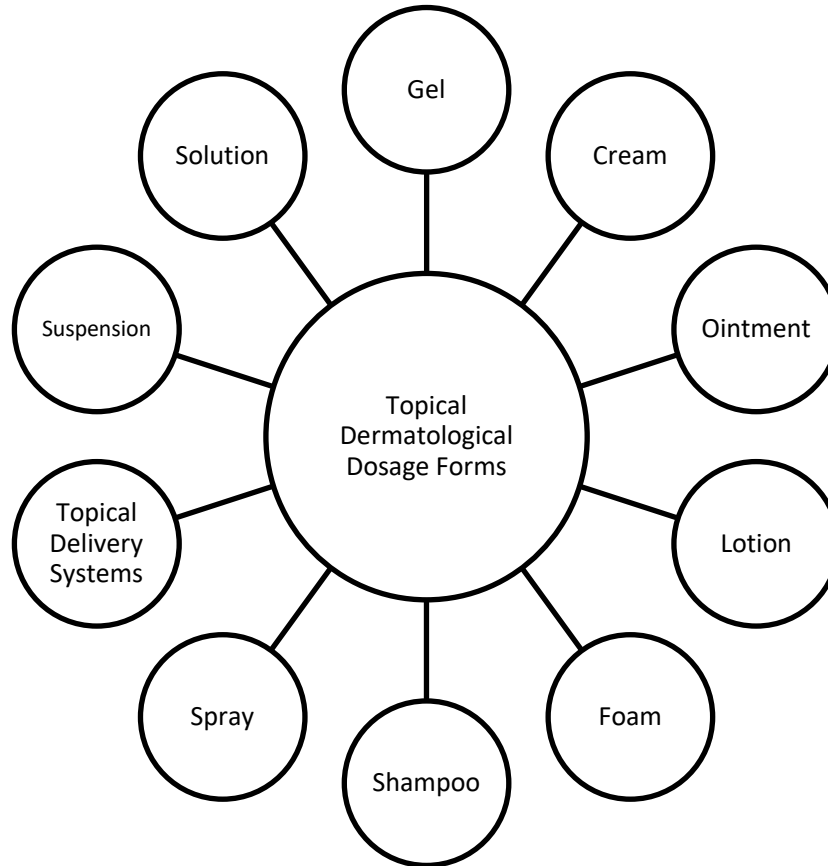 Gel
Cream
Ointment
Lotion
Foam
Shampoo
Spray
Topical
Delivery
Systems
Suspension
Solution
Topical
Dermatological
Dosage Forms